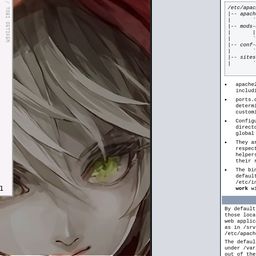 /etc/apac
|-- apach
|
|-- mods-
|
|-- conf-
|
|-- sites
apache2
includi
ports.c
determi
customi
Configu
directo
global
They ar
respect
helpers
their r
The bin
default
/etc/in
work wi
By default
those loca
web applic
as in /srv
/etc/apach
The defaul
under /var
out of the